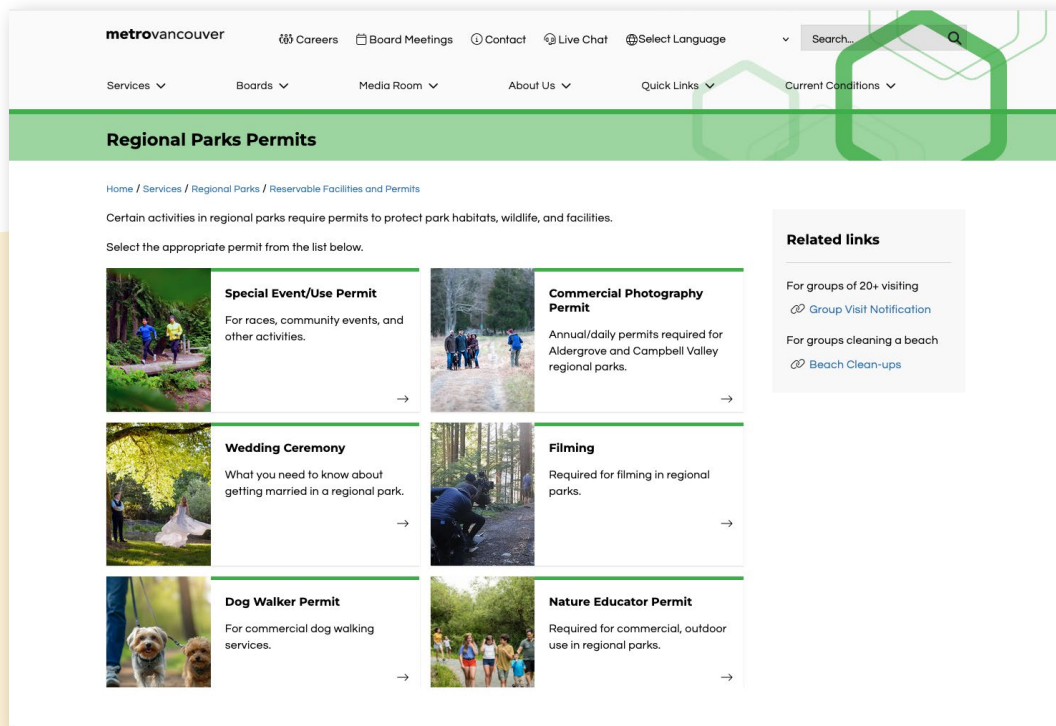 metrovancouver
Careers Board Meetings Contact Live Chat Select Language Search...
Services Boards Media Room About Us Quick Links Current Conditions
Regional Parks Permits
Home / Services / Regional Parks / Reservable Facilities and Permits
Certain activities in regional parks require permits to protect park habitats, wildlife, and facilities.
Select the appropriate permit from the list below.
Special Event/Use Permit
For races, community events, and
other activities.
Commercial Photography
Permit
Annual/daily permits required for
Aldergrove and Campbell Valley
regional parks.
Wedding Ceremony
What you need to know about
getting married in a regional park.
Filming
Required for filming in regional
parks.
Dog Walker Permit
For commercial dog walking
services.
Nature Educator Permit
Required for commercial, outdoor
use in regional parks.
Related links
For groups of 20+ visiting
Group Visit Notification
For groups cleaning a beach
Beach Clean-ups